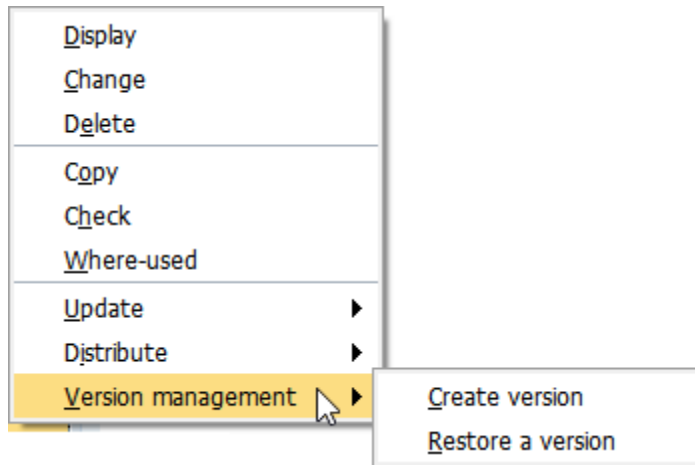 Display
Change
Delete
Copy
Check
Where-used
Update
Distribute
Version management
Create version
Restore a version